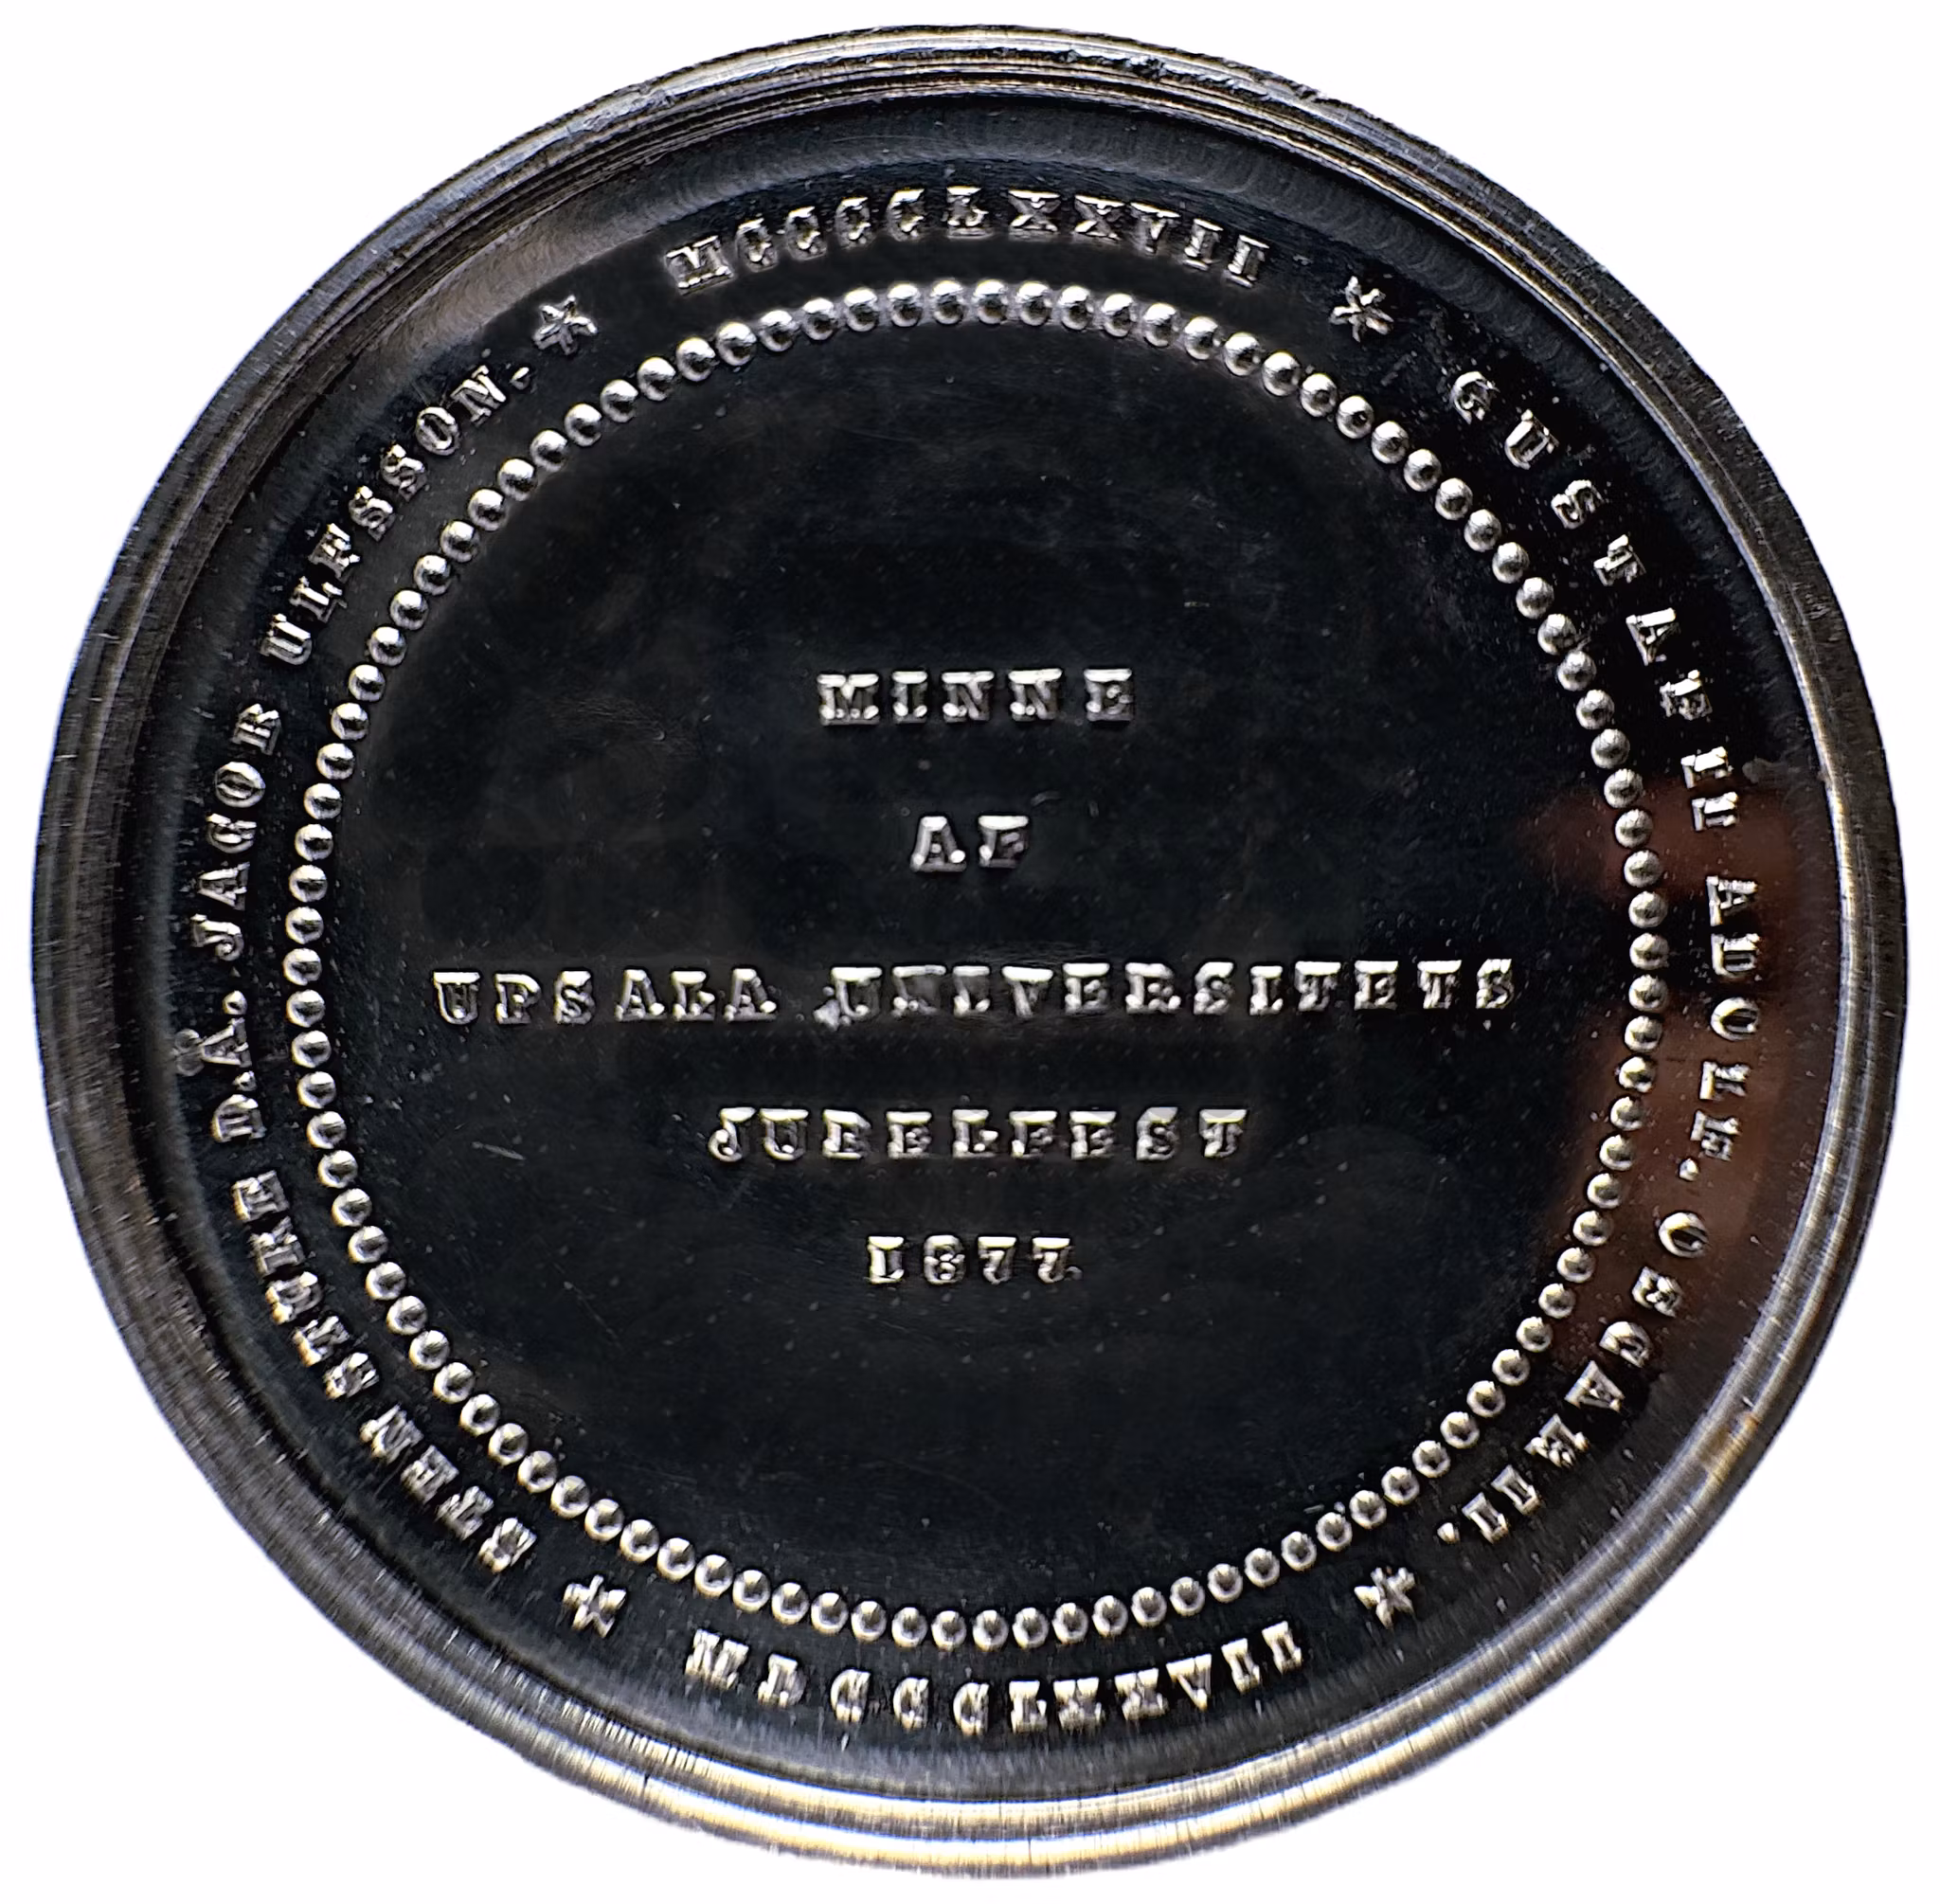 MCCCCLXXVII
GUSTAF II ADOLF. OSCAR II.
MDCCCLXXVII
STEN STURE D.Ä. JACOB ULFSSON.
MINNE
AF
UPSALA UNIVERSITETS
JUBELFEST
1877.